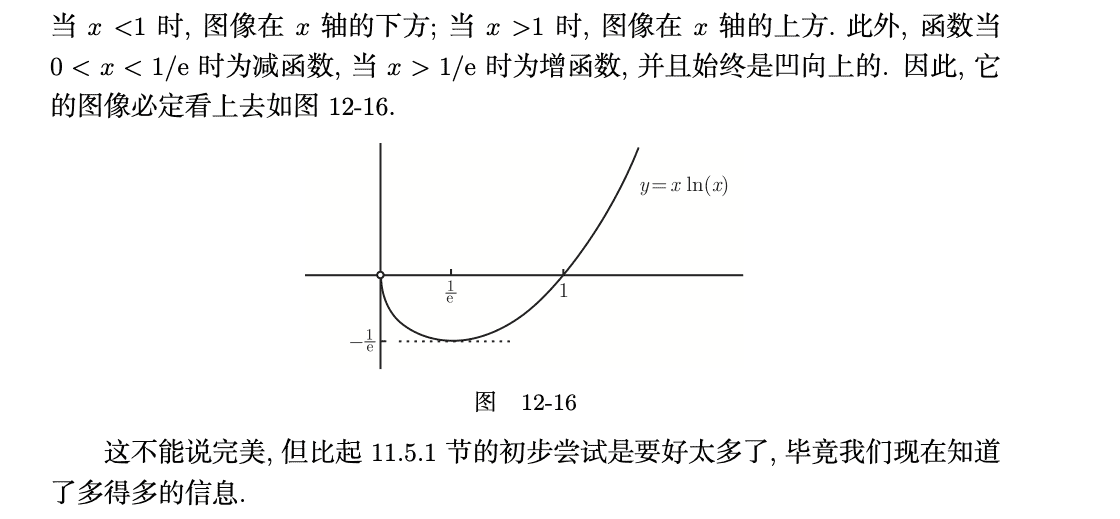 当 x <1 时, 图像在 x 轴的下方; 当 x >1 时, 图像在 x 轴的上方. 此外, 函数当
0 < x < 1/e 时为减函数, 当 x > 1/e 时为增函数, 并且始终是凹向上的. 因此, 它
的图像必定看上去如图 12-16.
y=x ln(x)
1/e
1
-1/e
图 12-16
这不能说完美, 但比起 11.5.1 节的初步尝试是要好太多了, 毕竟我们现在知道
了多得多的信息.